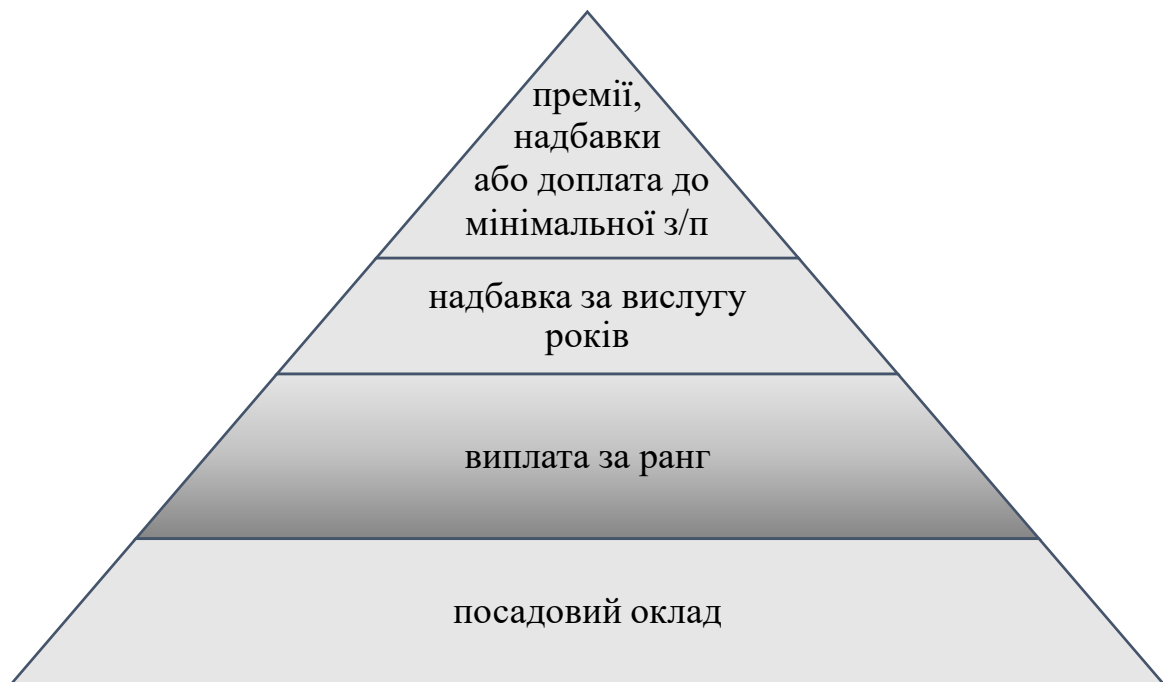 премії,
надбавки
або доплата до
мінімальної з/п
надбавка за вислугу
років
виплата за ранг
посадовий оклад